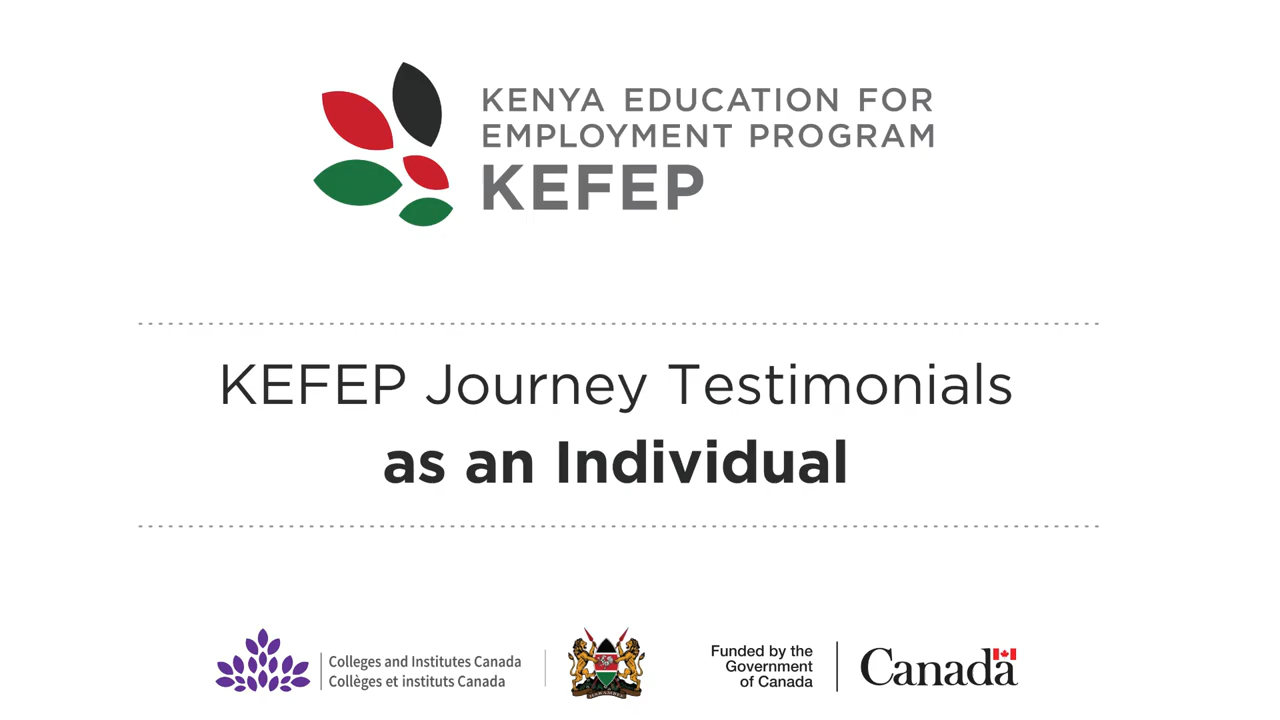 KENYA EDUCATION FOR
EMPLOYMENT PROGRAM
KEFEP
KEFEP Journey Testimonials
as an Individual
Colleges and Institutes Canada
Collèges et instituts Canada
Funded by the
Government
of Canada
Canada